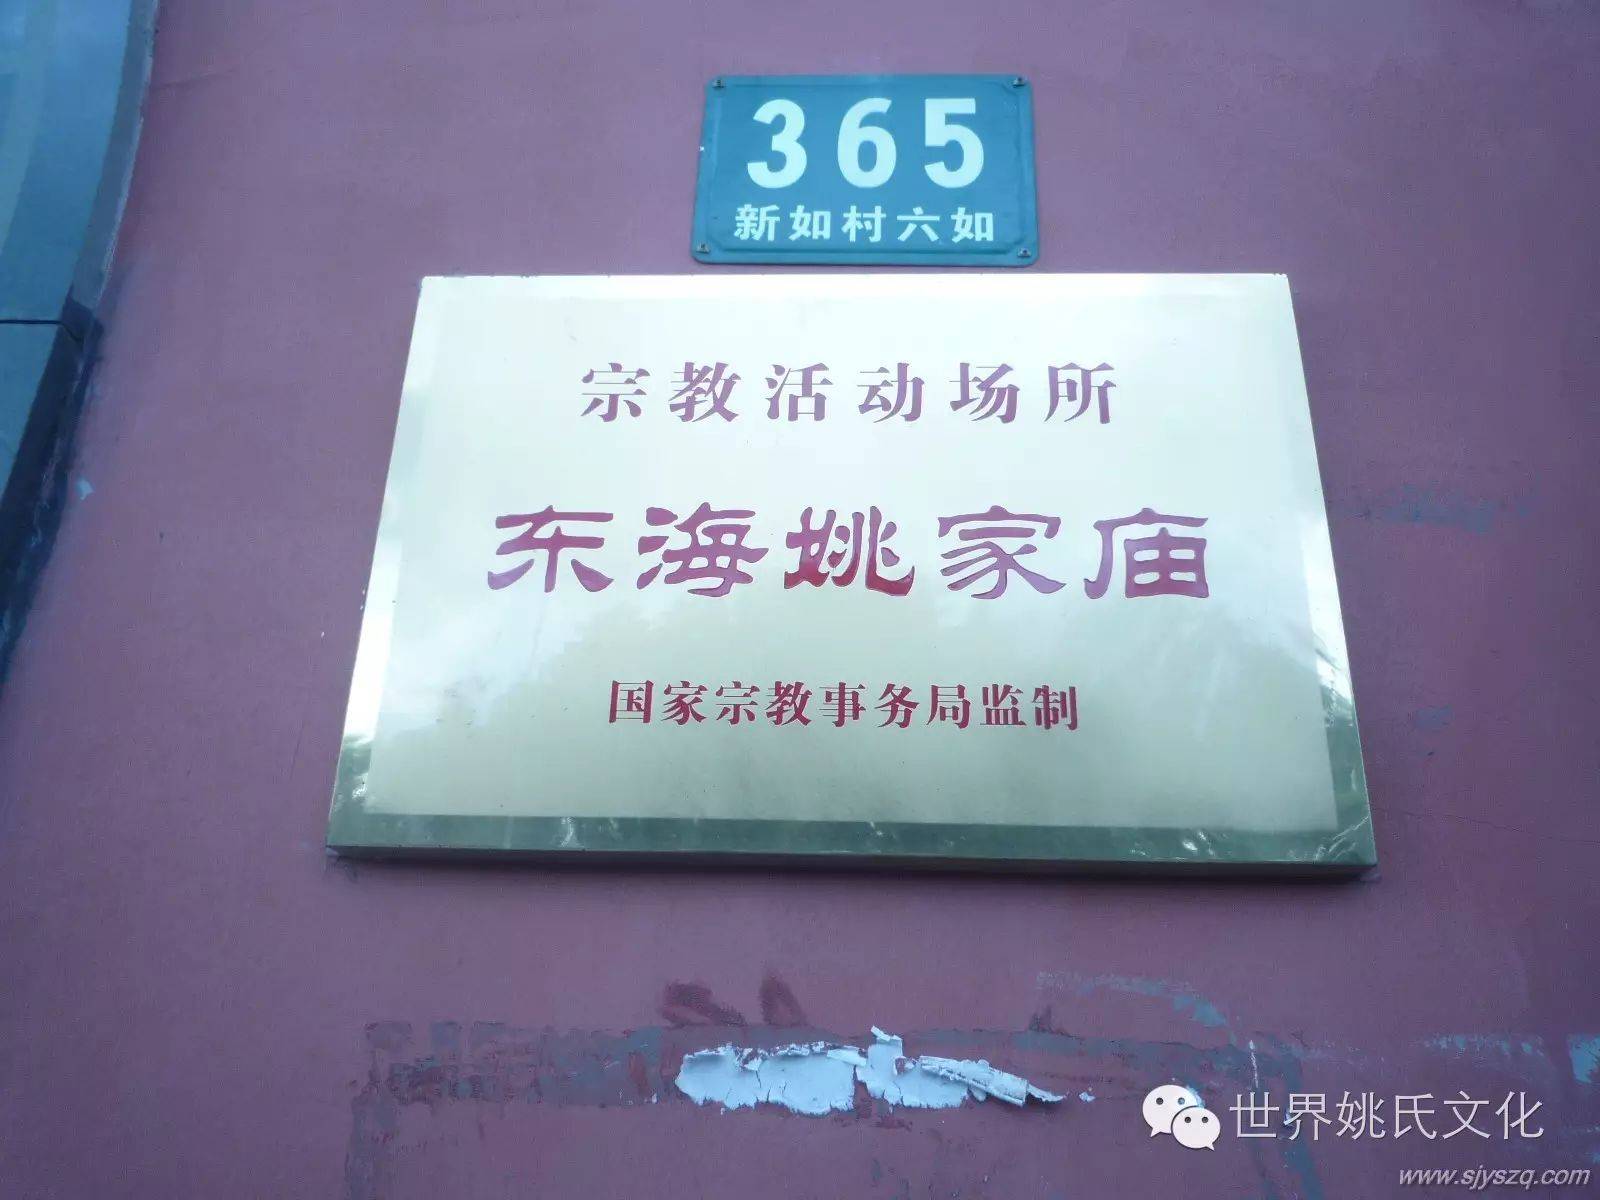 365
新如村六如
宗教活动场所
东海姚家庙
国家宗教事务局监制
世界姚氏文化
www.sjyszq.com